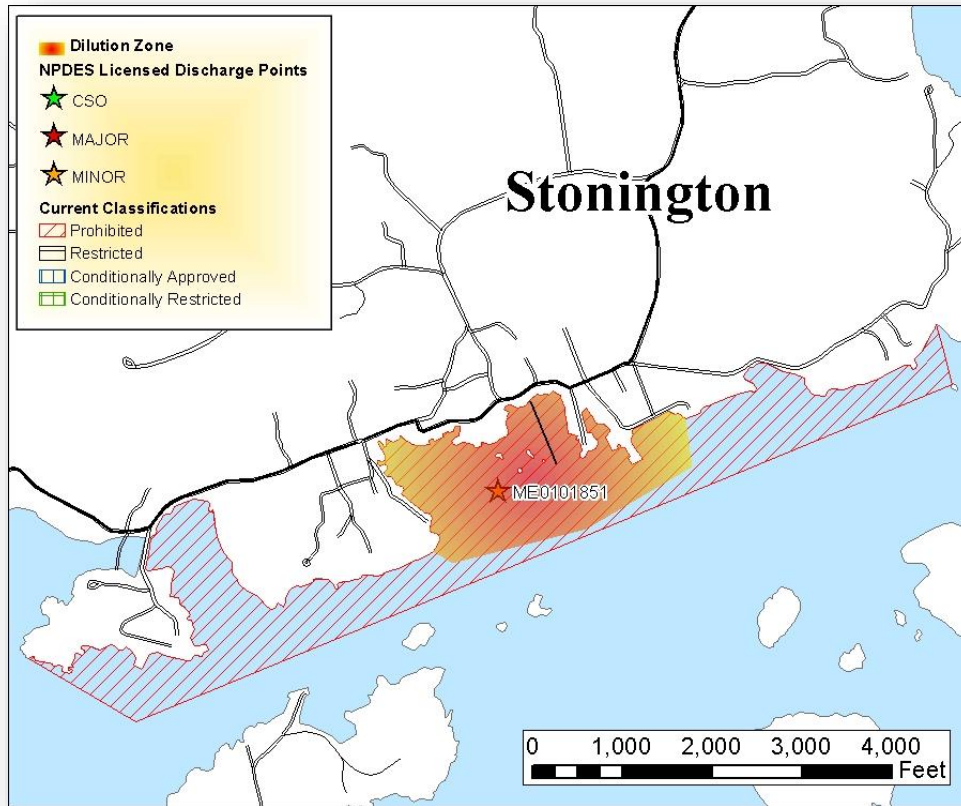 Dilution Zone
NPDES Licensed Discharge Points
CSO
MAJOR
MINOR
Current Classifications
Prohibited
Restricted
Conditionally Approved
Conditionally Restricted
Stonington
ME0101851
0 1,000 2,000 3,000 4,000
Feet